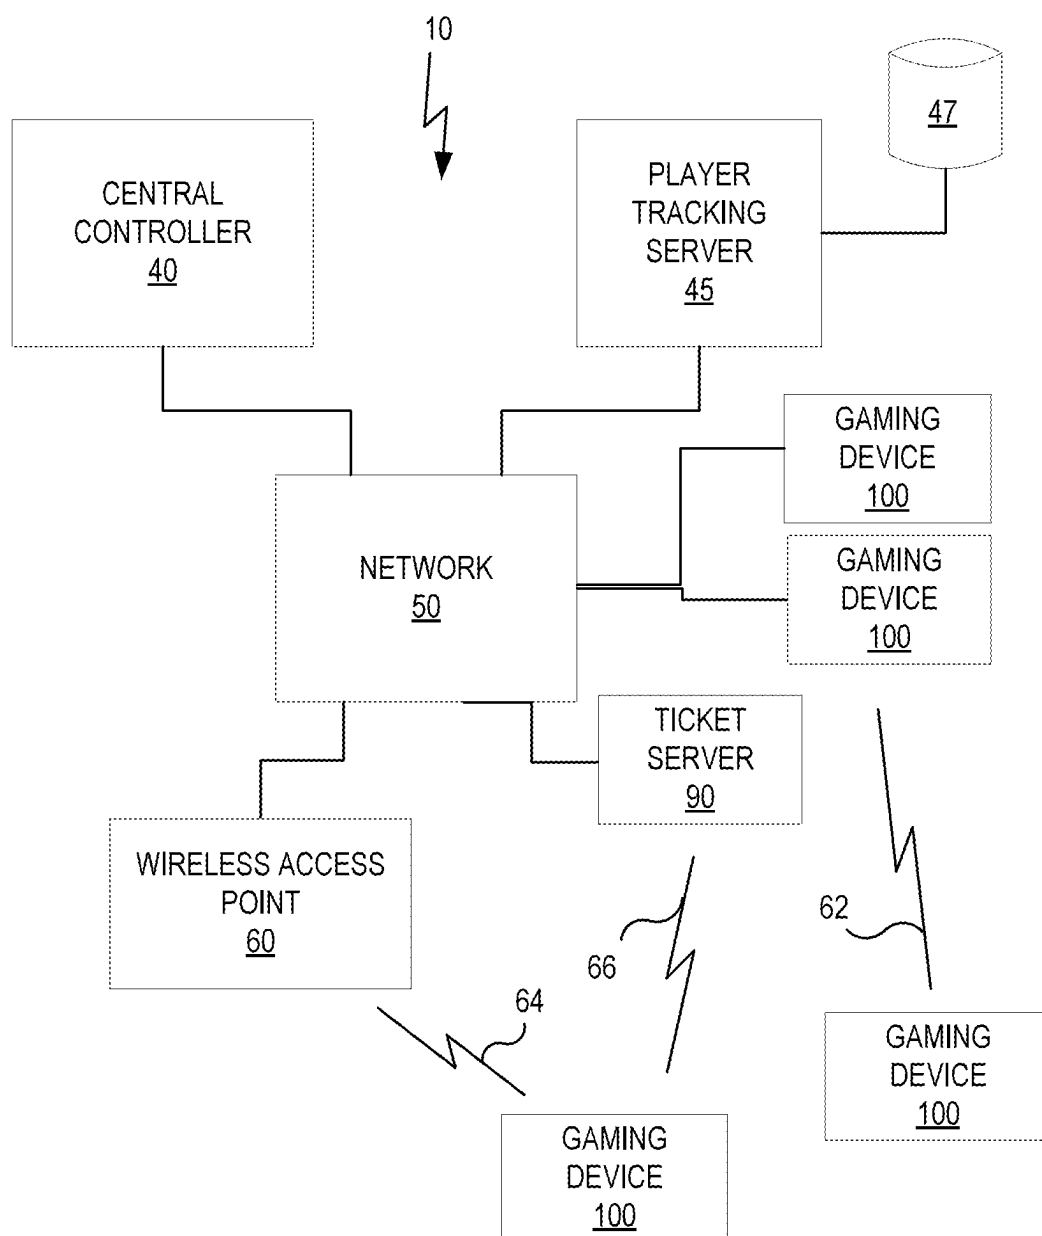 10
47
CENTRAL
CONTROLLER
40
PLAYER
TRACKING
SERVER
45
GAMING
DEVICE
100
NETWORK
50
GAMING
DEVICE
100
TICKET
SERVER
90
WIRELESS ACCESS
POINT
60
62
66
64
GAMING
DEVICE
100
GAMING
DEVICE
100